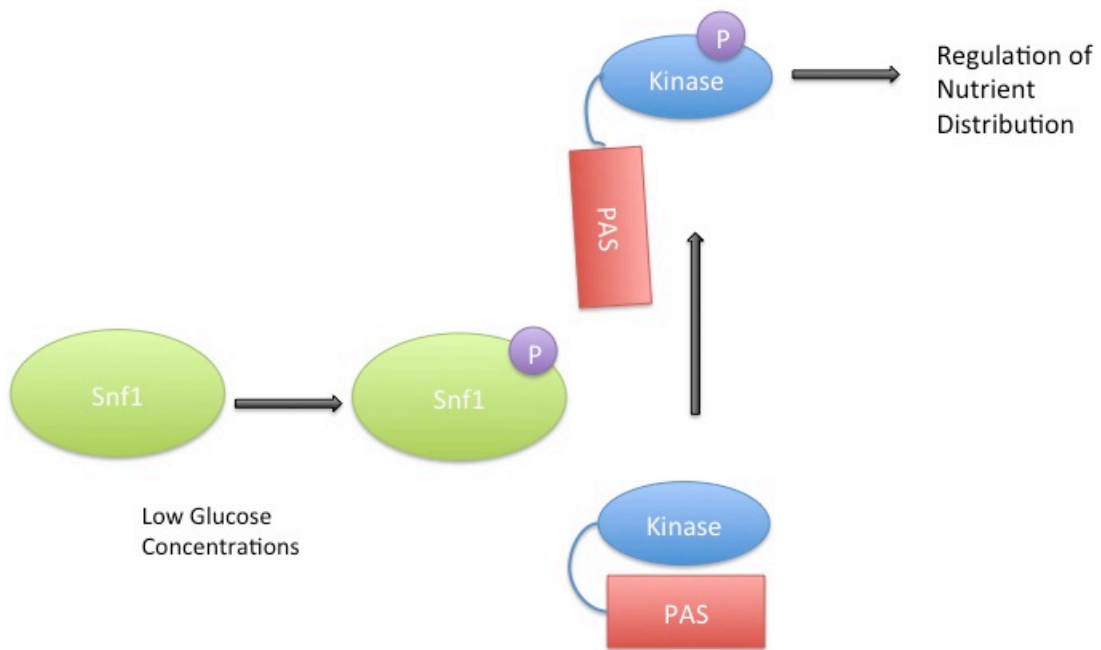 P
Kinase
Regulation of
Nutrient
Distribution
PAS
Snf1
P
Snf1
Low Glucose
Concentrations
Kinase
PAS